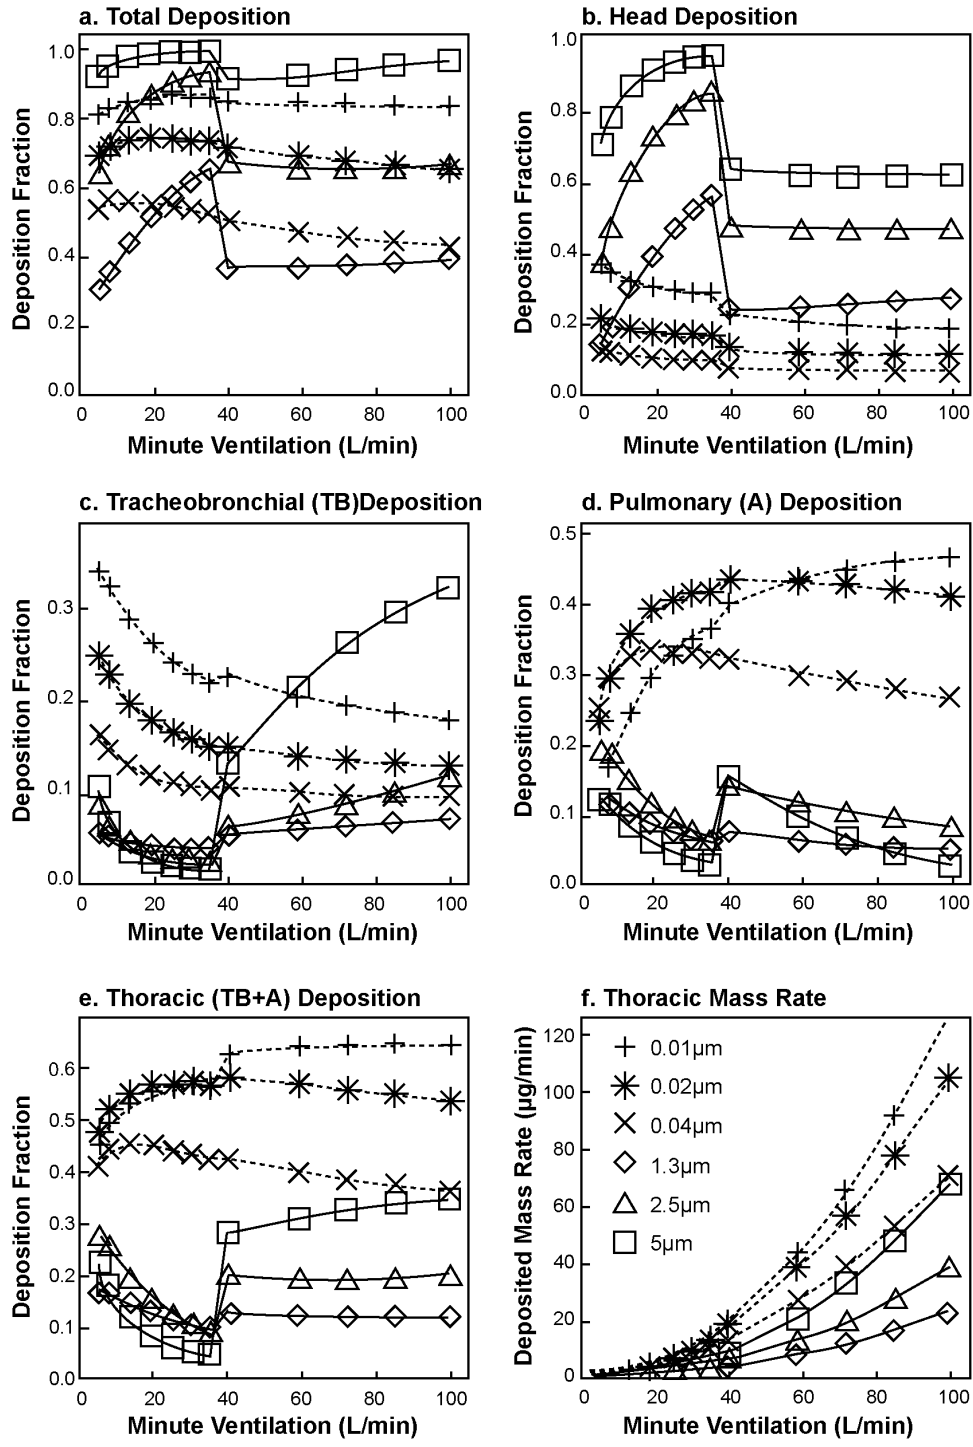 a. Total Deposition
Deposition Fraction
1.0
0.8
0.6
0.4
0.2
0.0
0 20 40 60 80 100
Minute Ventilation (L/min)
b. Head Deposition
Deposition Fraction
1.0
0.8
0.6
0.4
0.2
0.0
0 20 40 60 80 100
Minute Ventilation (L/min)
c. Tracheobronchial (TB)Deposition
Deposition Fraction
0.3
0.2
0.1
0.0
0 20 40 60 80 100
Minute Ventilation (L/min)
d. Pulmonary (A) Deposition
Deposition Fraction
0.5
0.4
0.3
0.2
0.1
0.0
0 20 40 60 80 100
Minute Ventilation (L/min)
e. Thoracic (TB+A) Deposition
Deposition Fraction
0.6
0.5
0.4
0.3
0.2
0.1
0.0
0 20 40 60 80 100
Minute Ventilation (L/min)
f. Thoracic Mass Rate
Deposited Mass Rate (µg/min)
120
100
80
60
40
20
0
0.01µm
0.02µm
0.04µm
1.3µm
2.5µm
5µm
0 20 40 60 80 100
Minute Ventilation (L/min)